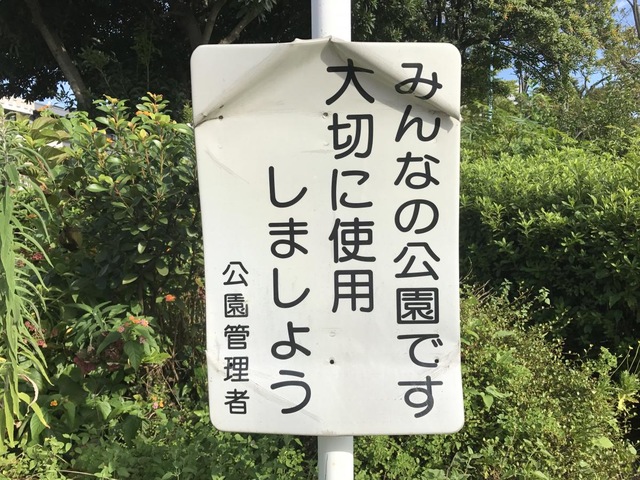 みんなの公園です
大切に使用
しましょう
公園管理者